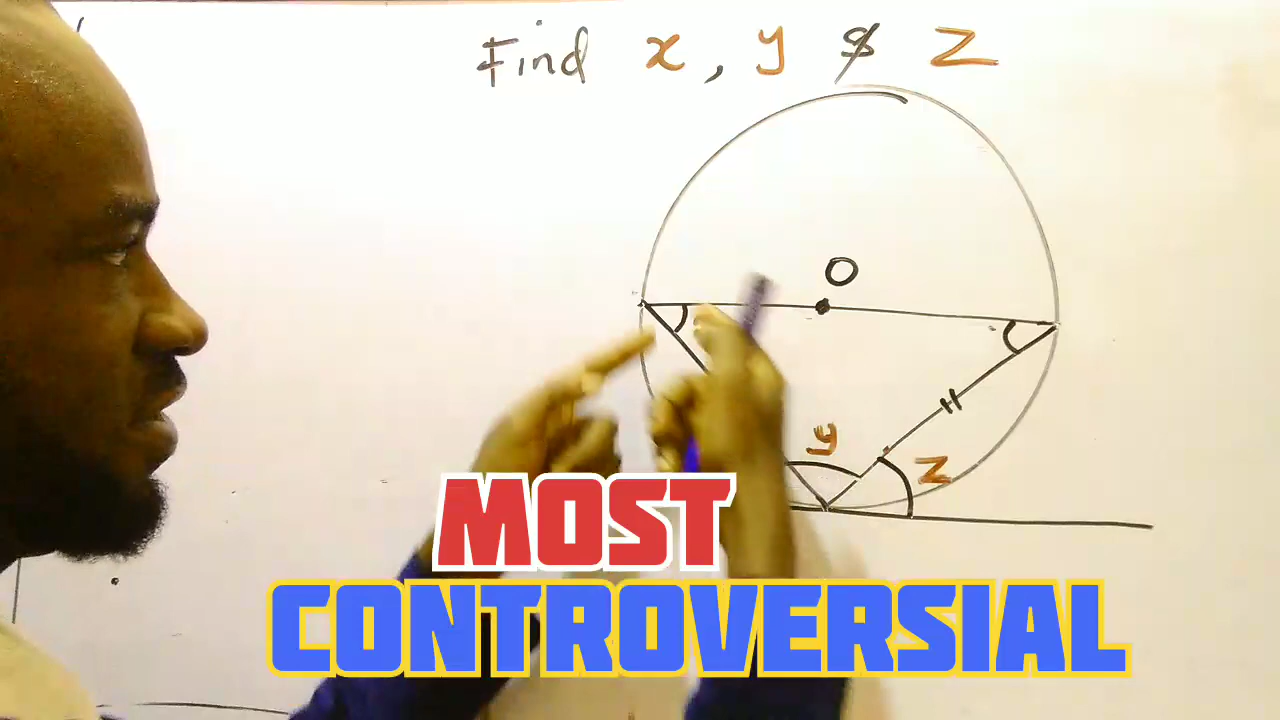 Find x, y & z
O
y
z
MOST
CONTROVERSIAL